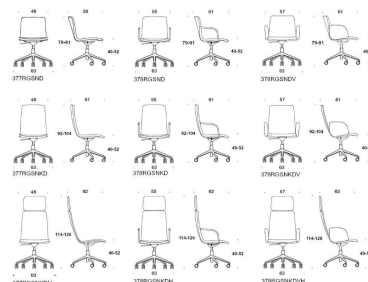 48 58 55 61 57 61
79-91 79-91 79-91
40-52 40-52
63 63 63
377RGSND 378RGSND 378RGSNDV
48 61 55 61 57 61
92-104 92-104 92-104
40-52 40-52
63 63 63
377RGSNKD 378RGSNKD 378RGSNKDV
48 62 55 62 57 62
114-126 114-126 114-126
40-52 40-52 40-52
63 63 63